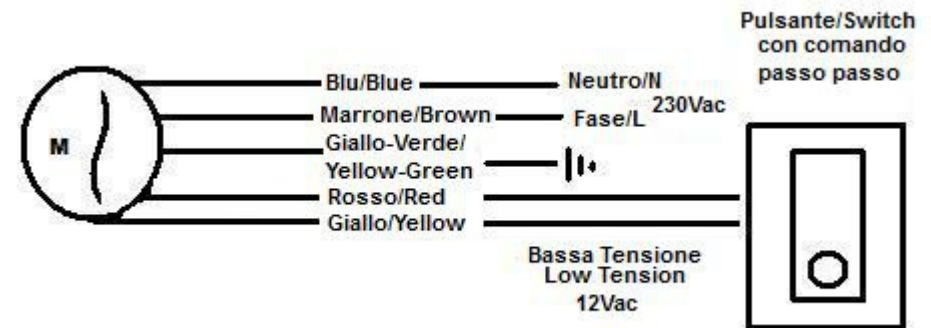 Pulsante/Switch
con comando
passo passo
Blu/Blue
Neutro/N
Marrone/Brown
Fase/L
230Vac
M
Giallo-Verde/
Yellow-Green
Rosso/Red
Giallo/Yellow
Bassa Tensione
Low Tension
12Vac